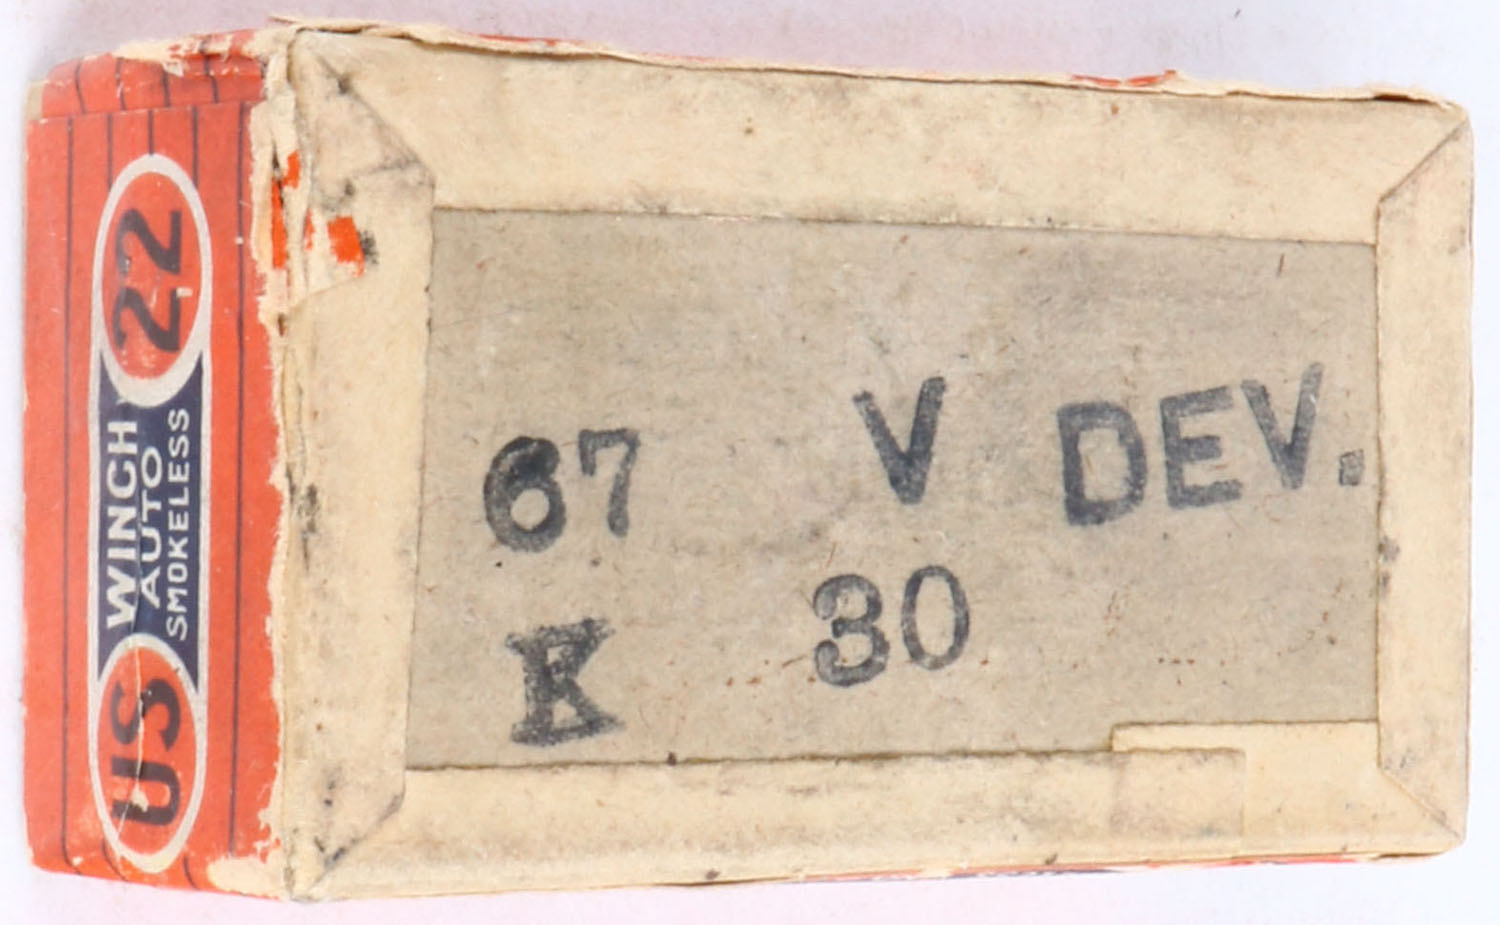 US
WINCH
AUTO
SMOKELESS
22
67 V DEV.
K 30